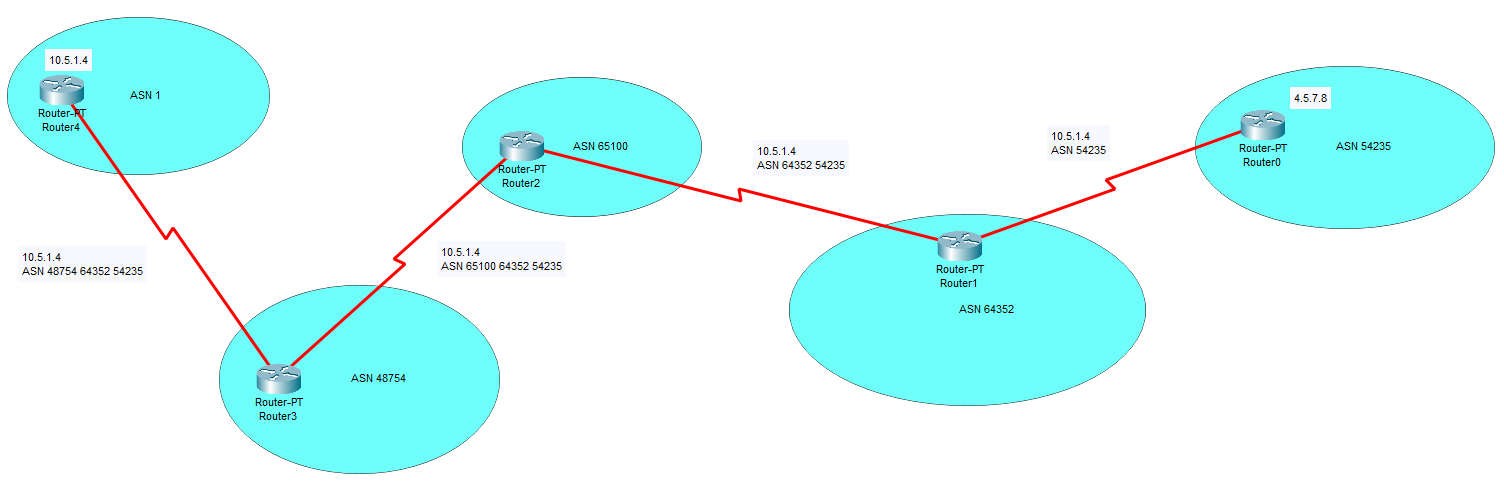 10.5.1.4
Router-PT
Router4
ASN 1
10.5.1.4
ASN 48754 64352 54235
Router-PT
Router3
ASN 48754
Router-PT
Router2
ASN 65100
10.5.1.4
ASN 65100 64352 54235
10.5.1.4
ASN 64352 54235
Router-PT
Router1
ASN 64352
10.5.1.4
ASN 54235
4.5.7.8
Router-PT
Router0
ASN 54235